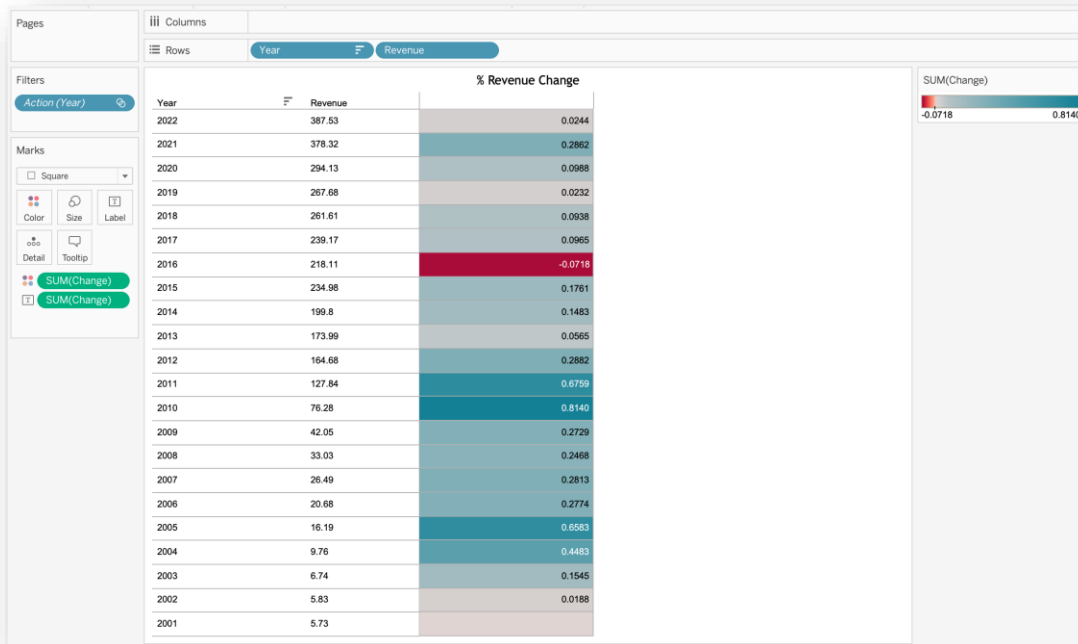 Pages
Columns
Rows
Year
Revenue
Filters
Action (Year)
Marks
Square
Color
Size
Label
Detail
Tooltip
SUM(Change)
SUM(Change)
% Revenue Change
Year Revenue
2022 387.53 0.0244
2021 378.32 0.2862
2020 294.13 0.0988
2019 267.68 0.0232
2018 261.61 0.0938
2017 239.17 0.0965
2016 218.11 -0.0718
2015 234.98 0.1761
2014 199.8 0.1483
2013 173.99 0.0565
2012 164.68 0.2882
2011 127.84 0.6759
2010 76.28 0.8140
2009 42.05 0.2729
2008 33.03 0.2468
2007 26.49 0.2813
2006 20.68 0.2774
2005 16.19 0.6583
2004 9.76 0.4483
2003 6.74 0.1545
2002 5.83 0.0188
2001 5.73
SUM(Change)
-0.0718 0.8140